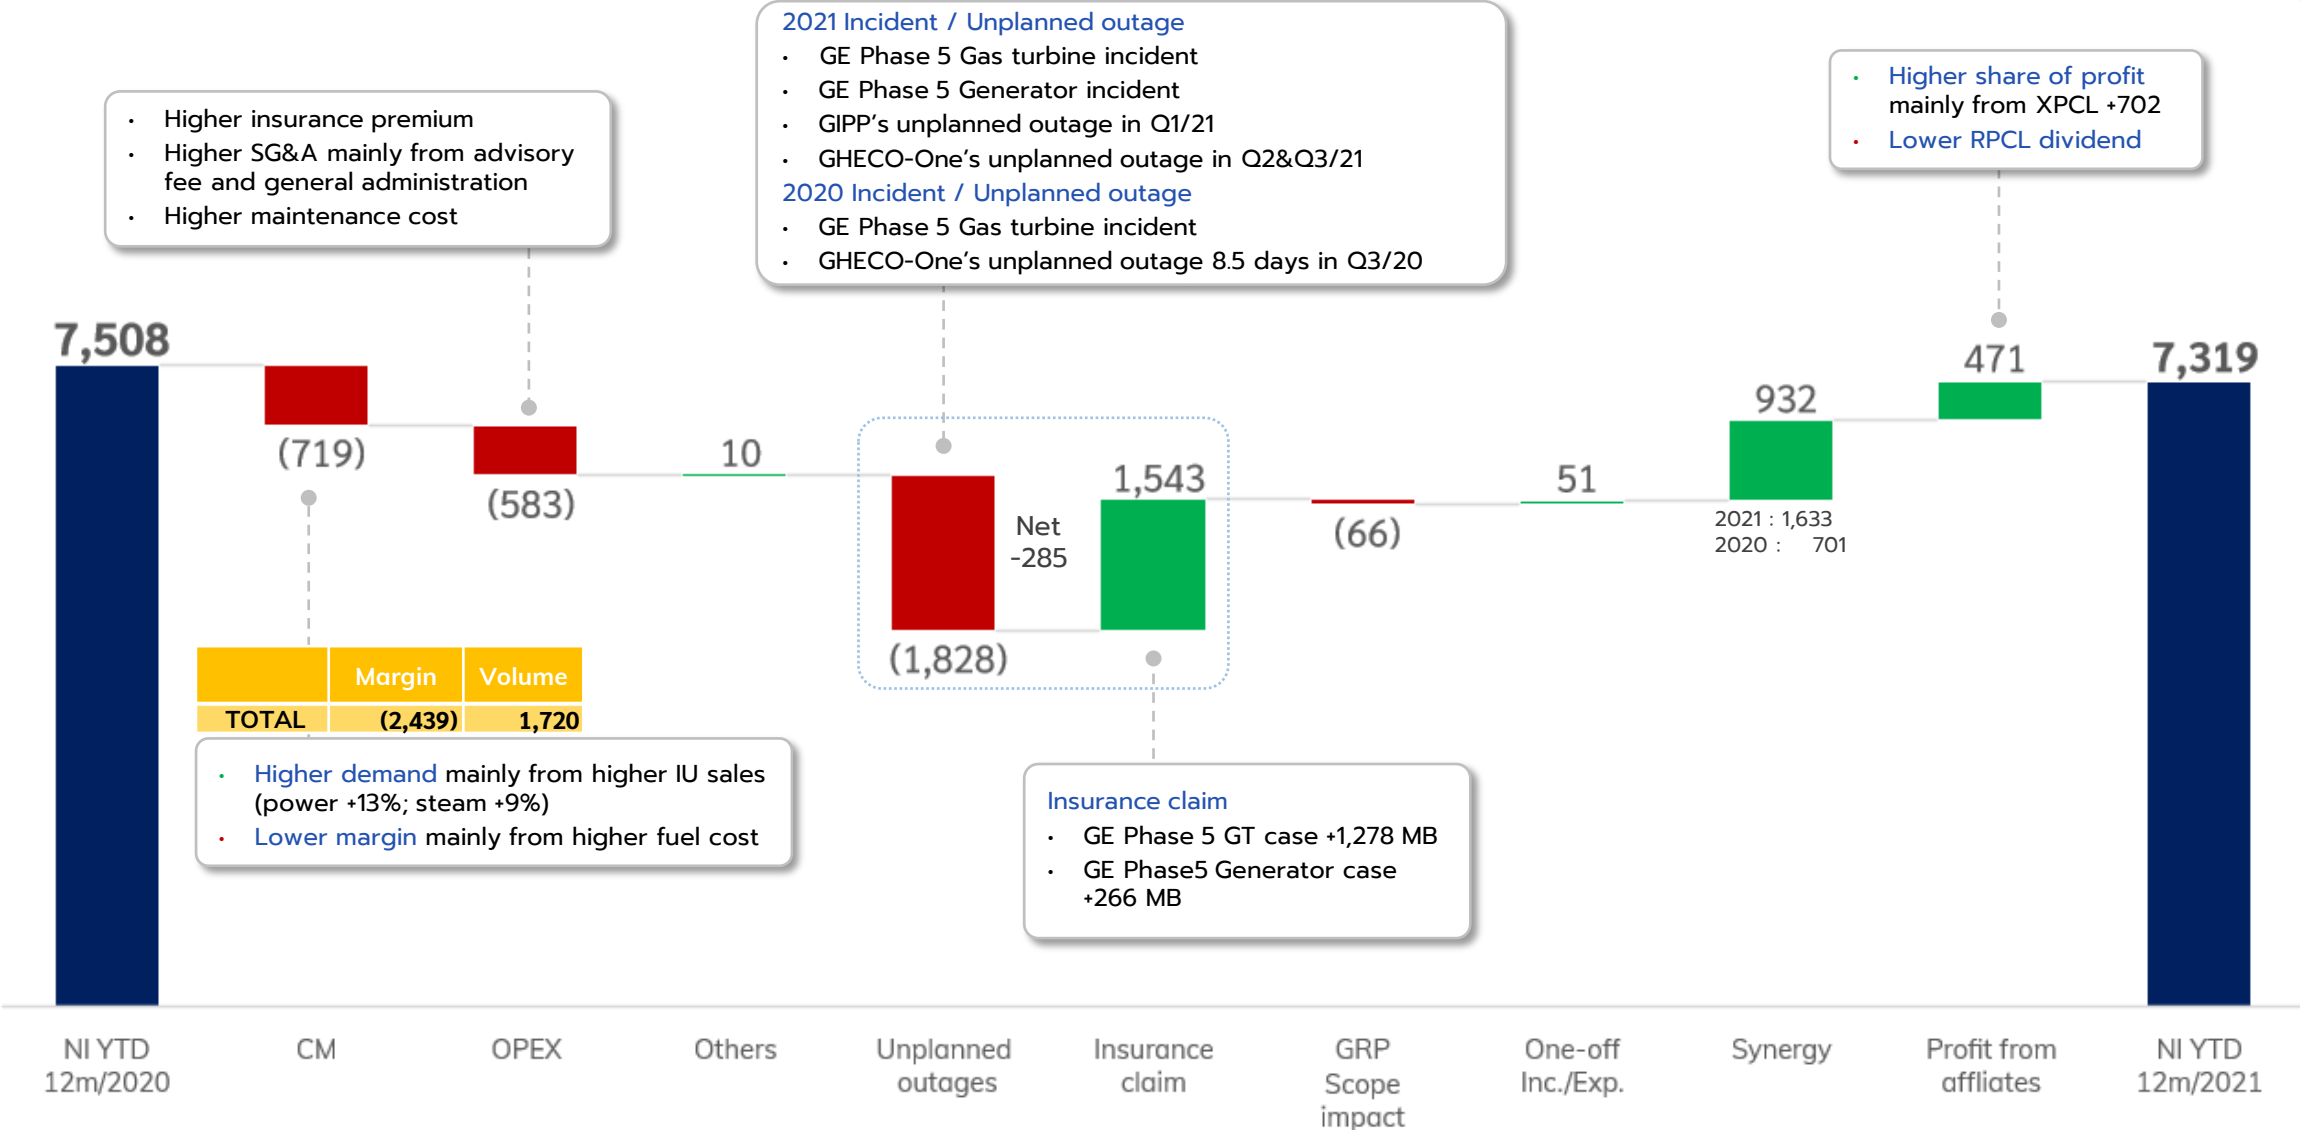 2021 Incident / Unplanned outage
• GE Phase 5 Gas turbine incident
• GE Phase 5 Generator incident
• GIPP’s unplanned outage in Q1/21
• GHECO-One’s unplanned outage in Q2&Q3/21
2020 Incident / Unplanned outage
• GE Phase 5 Gas turbine incident
• GHECO-One’s unplanned outage 8.5 days in Q3/20
• Higher insurance premium
• Higher SG&A mainly from advisory
fee and general administration
• Higher maintenance cost
• Higher share of profit
mainly from XPCL +702
• Lower RPCL dividend
7,508
(719)
(583)
10
(1,828)
Net
-285
1,543
(66)
51
932
2021 : 1,633
2020 : 701
471
7,319
Margin Volume
TOTAL (2,439) 1,720
• Higher demand mainly from higher IU sales
(power +13%; steam +9%)
• Lower margin mainly from higher fuel cost
Insurance claim
• GE Phase 5 GT case +1,278 MB
• GE Phase5 Generator case
+266 MB
NI YTD
12m/2020
CM
OPEX
Others
Unplanned
outages
Insurance
claim
GRP
Scope
impact
One-off
Inc./Exp.
Synergy
Profit from
affliates
NI YTD
12m/2021